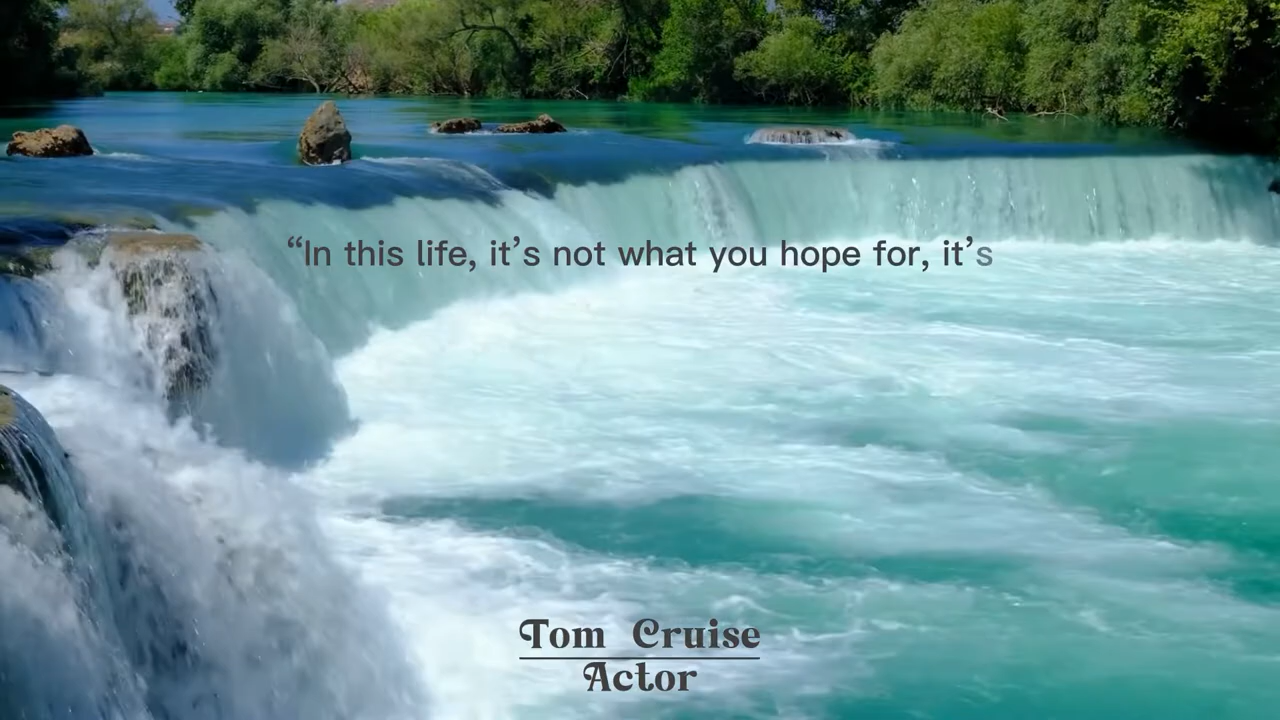 “In this life, it’s not what you hope for, it’s
Tom Cruise
Actor